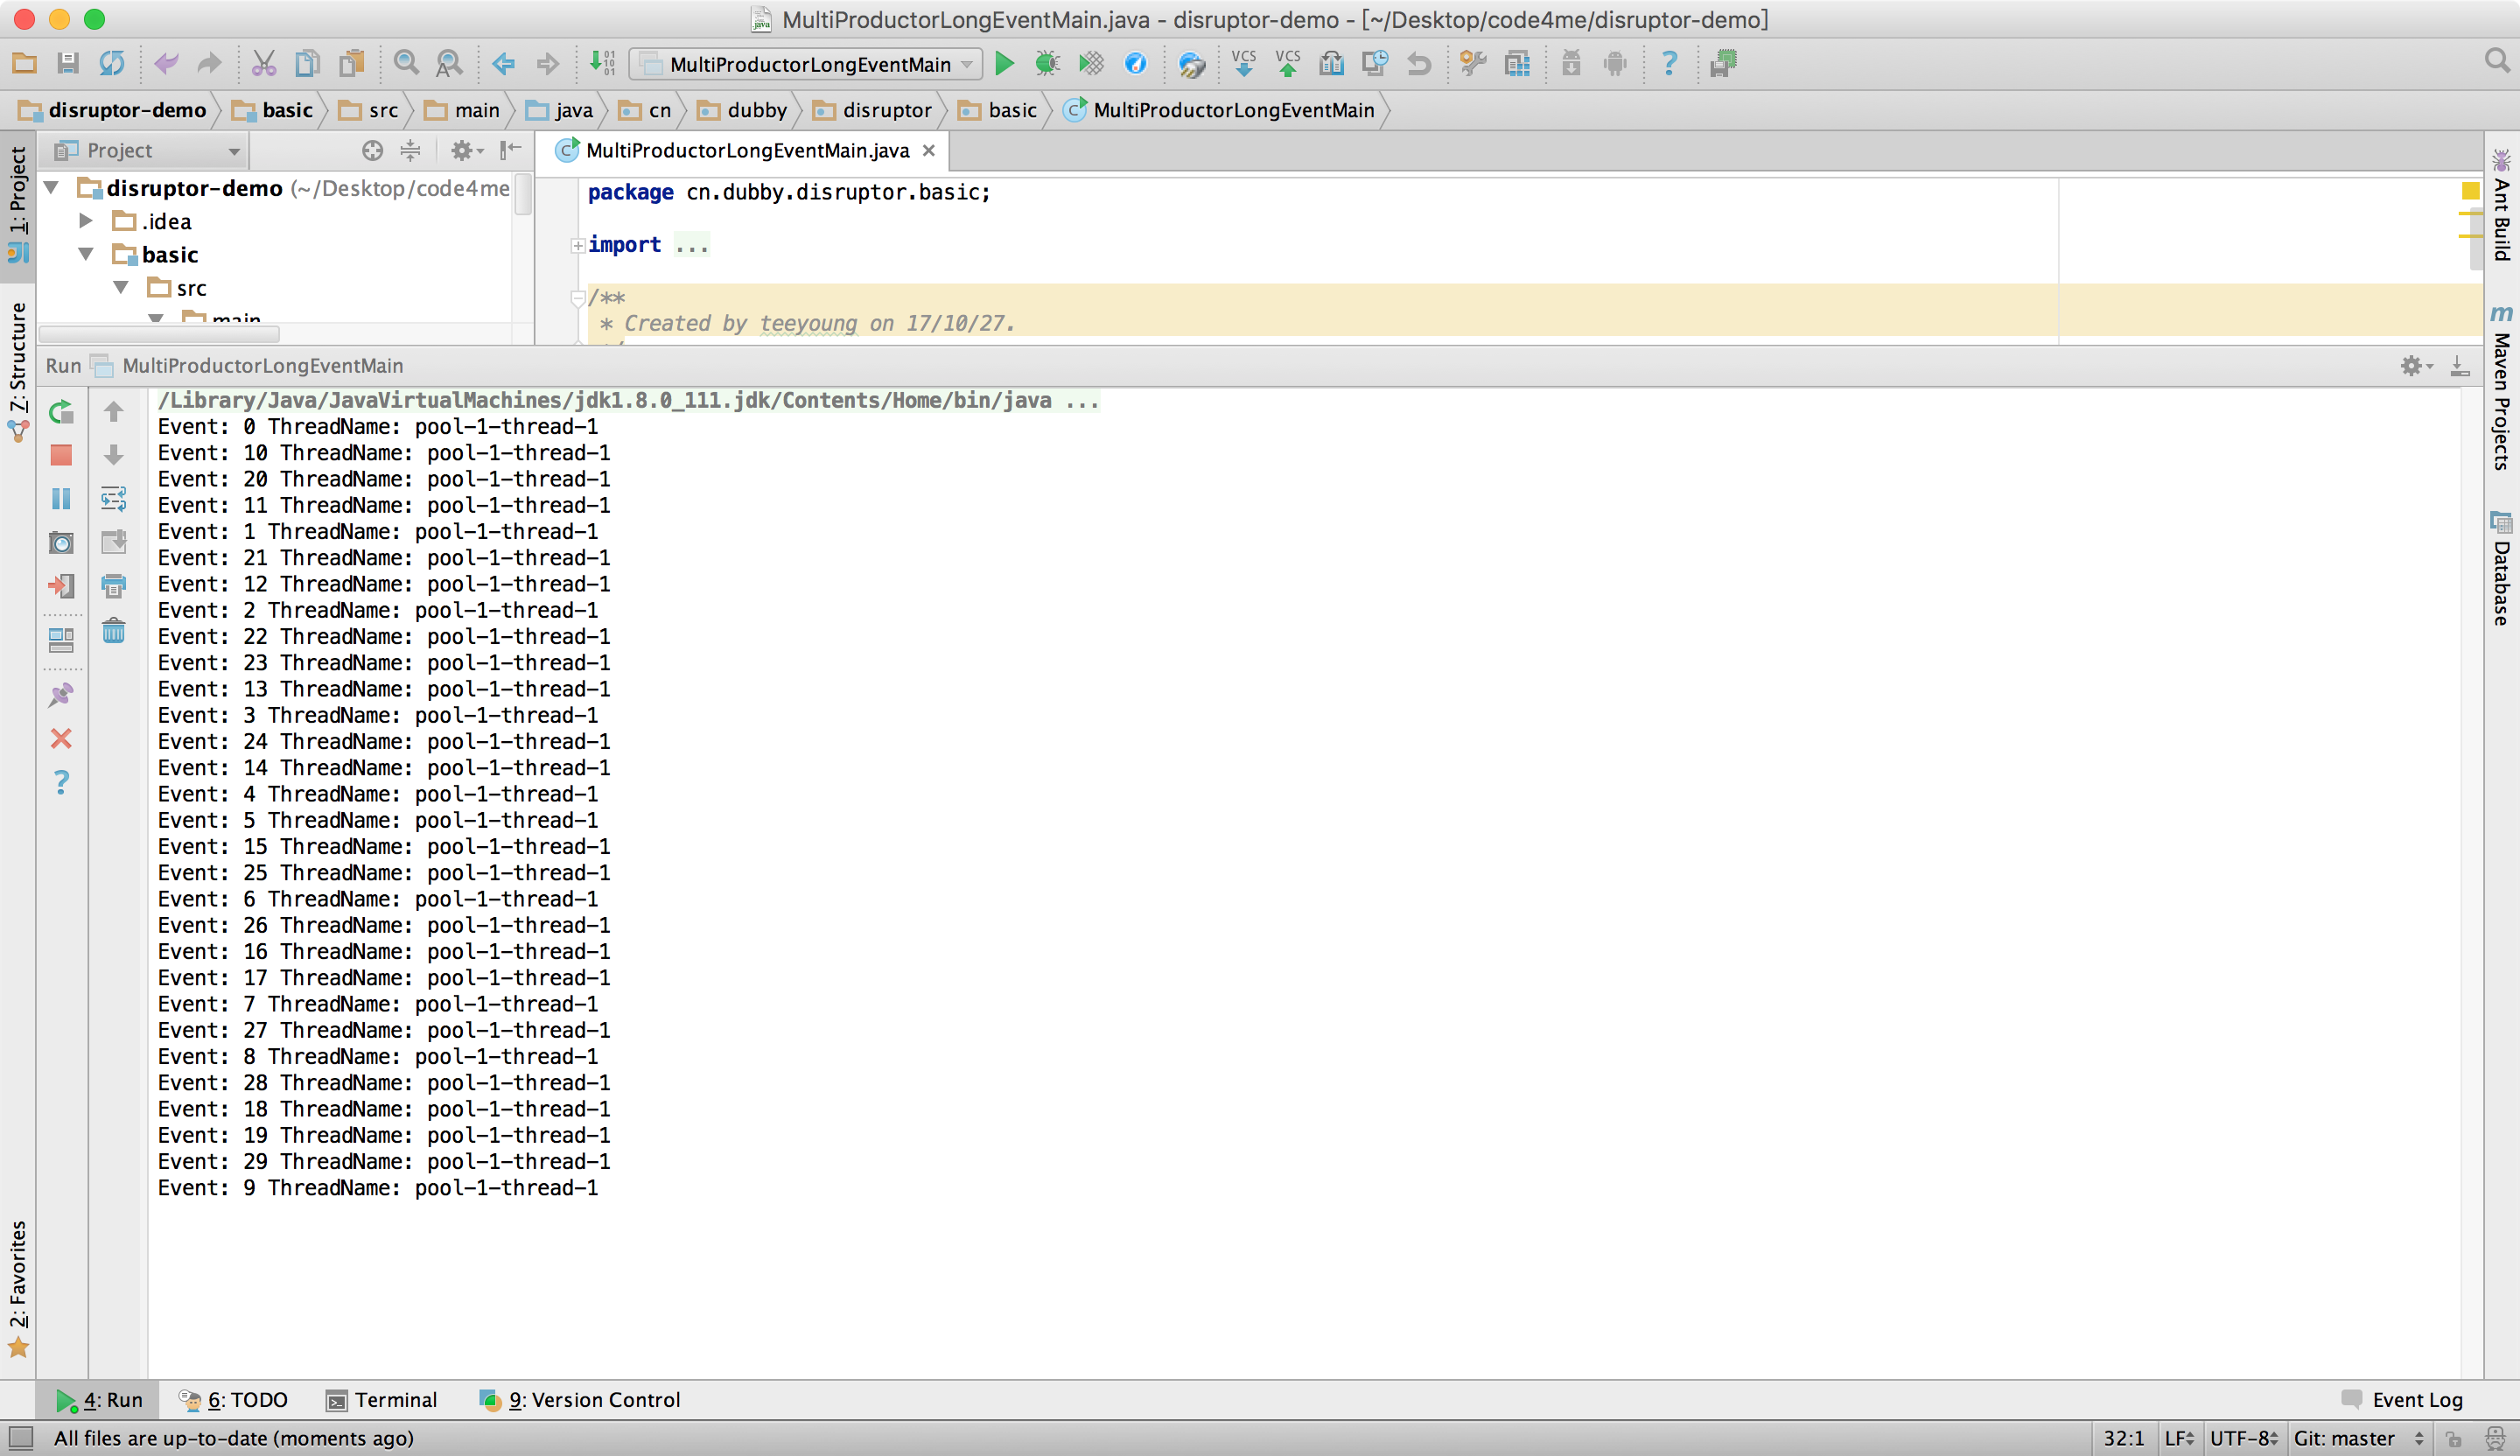 MultiProductorLongEventMain.java - disruptor-demo - [~/Desktop/code4me/disruptor-demo]
MultiProductorLongEventMain
VCS
VCS
disruptor-demo
basic
src
main
java
cn
dubby
disruptor
basic
MultiProductorLongEventMain
1: Project
Z: Structure
2: Favorites
Project
disruptor-demo (~/Desktop/code4me
.idea
basic
src
main
MultiProductorLongEventMain.java
package cn.dubby.disruptor.basic;
import ...
/**
* Created by teeyoung on 17/10/27.
Ant Build
Maven Projects
Database
Run MultiProductorLongEventMain
/Library/Java/JavaVirtualMachines/jdk1.8.0_111.jdk/Contents/Home/bin/java ...
Event: 0 ThreadName: pool-1-thread-1
Event: 10 ThreadName: pool-1-thread-1
Event: 20 ThreadName: pool-1-thread-1
Event: 11 ThreadName: pool-1-thread-1
Event: 1 ThreadName: pool-1-thread-1
Event: 21 ThreadName: pool-1-thread-1
Event: 12 ThreadName: pool-1-thread-1
Event: 2 ThreadName: pool-1-thread-1
Event: 22 ThreadName: pool-1-thread-1
Event: 23 ThreadName: pool-1-thread-1
Event: 13 ThreadName: pool-1-thread-1
Event: 3 ThreadName: pool-1-thread-1
Event: 24 ThreadName: pool-1-thread-1
Event: 14 ThreadName: pool-1-thread-1
Event: 4 ThreadName: pool-1-thread-1
Event: 5 ThreadName: pool-1-thread-1
Event: 15 ThreadName: pool-1-thread-1
Event: 25 ThreadName: pool-1-thread-1
Event: 6 ThreadName: pool-1-thread-1
Event: 26 ThreadName: pool-1-thread-1
Event: 16 ThreadName: pool-1-thread-1
Event: 17 ThreadName: pool-1-thread-1
Event: 7 ThreadName: pool-1-thread-1
Event: 27 ThreadName: pool-1-thread-1
Event: 8 ThreadName: pool-1-thread-1
Event: 28 ThreadName: pool-1-thread-1
Event: 18 ThreadName: pool-1-thread-1
Event: 19 ThreadName: pool-1-thread-1
Event: 29 ThreadName: pool-1-thread-1
Event: 9 ThreadName: pool-1-thread-1
4: Run
6: TODO
Terminal
9: Version Control
Event Log
All files are up-to-date (moments ago)
32:1
LF
UTF-8
Git: master